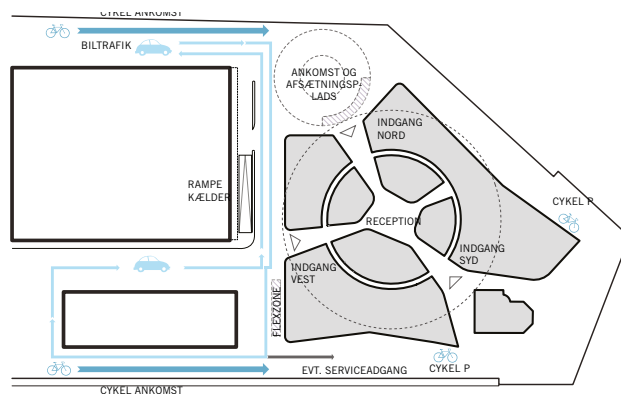 CYKEL ANKOMST
BILTRAFIK
ANKOMST OG
AFSÆTNINGSP-
LADS
INDGANG
NORD
RAMPE
KÆLDER
CYKEL P
RECEPTION
INDGANG
SYD
INDGANG
VEST
FLEXZONE
EVT. SERVICEADGANG
CYKEL P
CYKEL ANKOMST